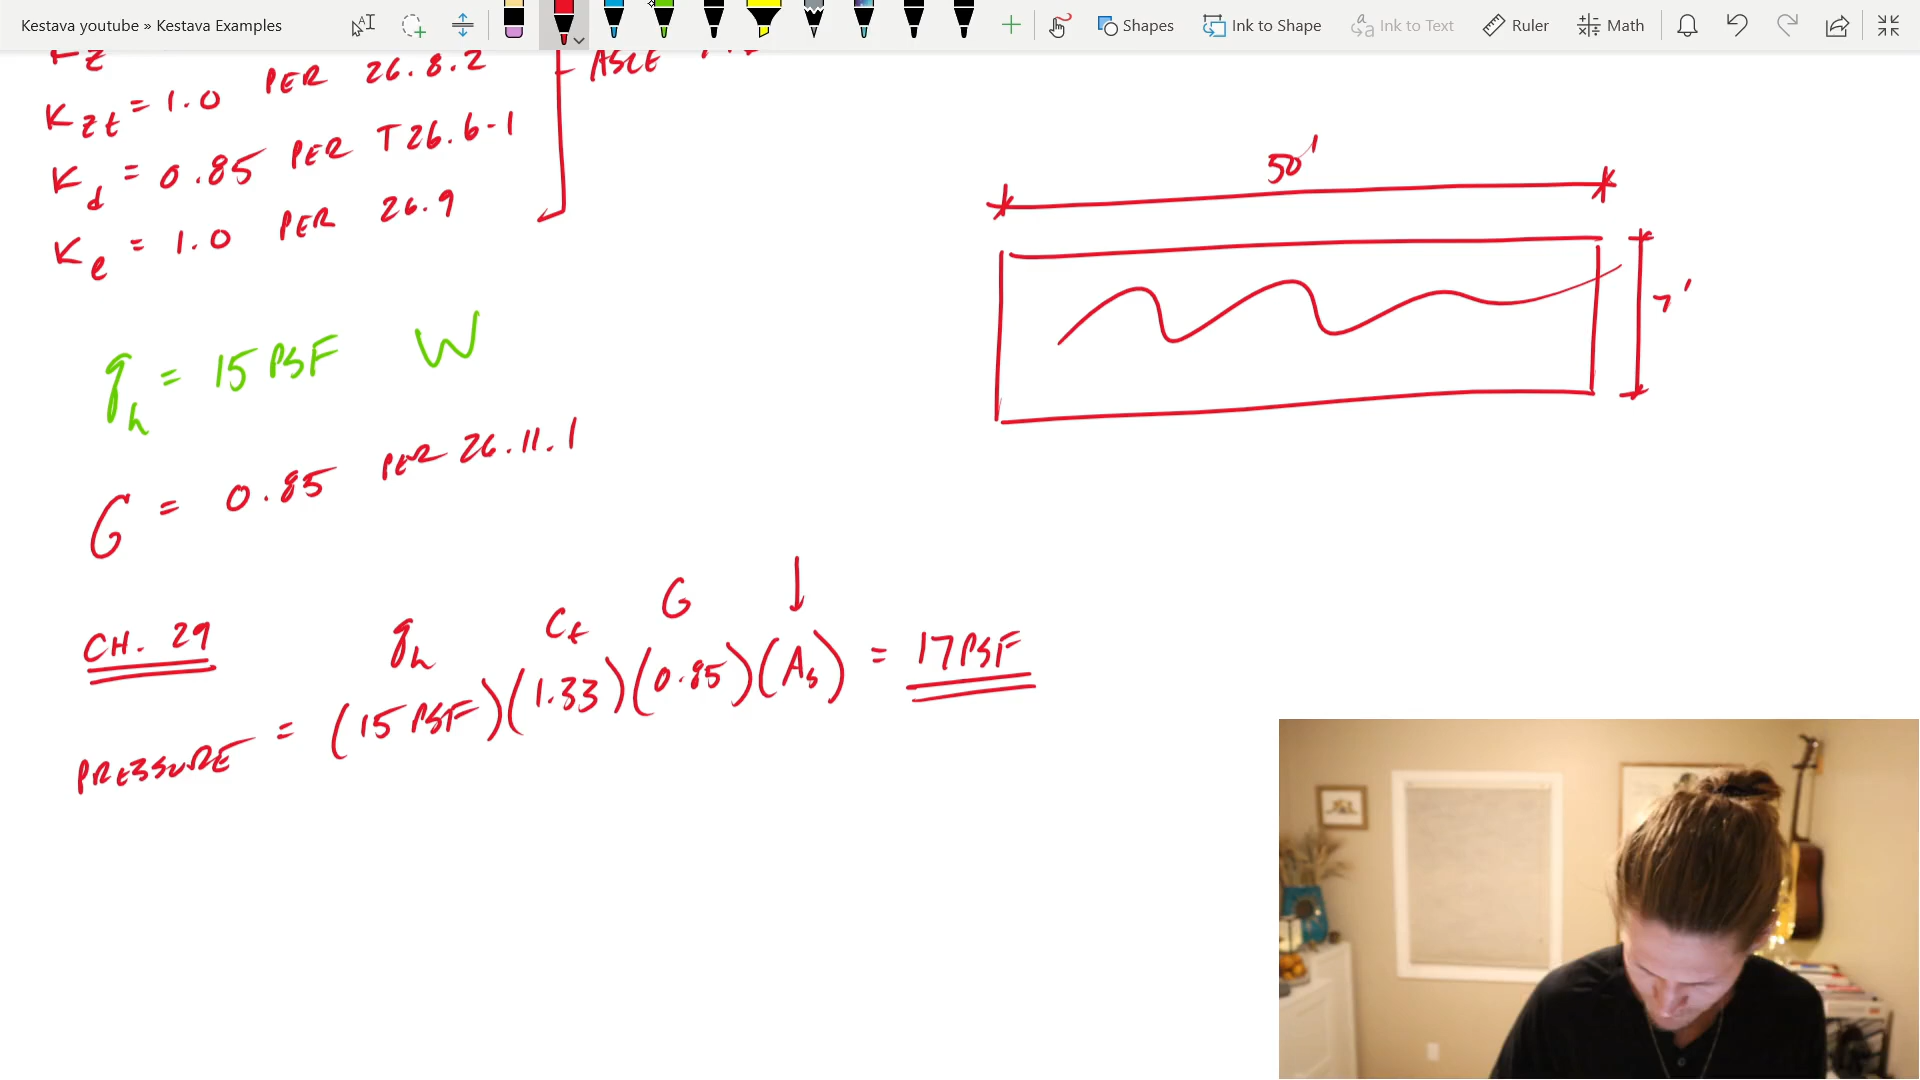 Kestava youtube » Kestava Examples
Shapes
Ink to Shape
Ink to Text
Ruler
Math
Kz
Kzt = 1.0 PER 26.8.2
ASCE
Kd = 0.85 PER T26.6-1
Ke = 1.0 PER 26.9
50'
7'
qh = 15 PSF W
G = 0.85 PER 26.11.1
CH. 29
qh Cf G
PRESSURE = (15 PSF)(1.33)(0.85)(As) = 17 PSF